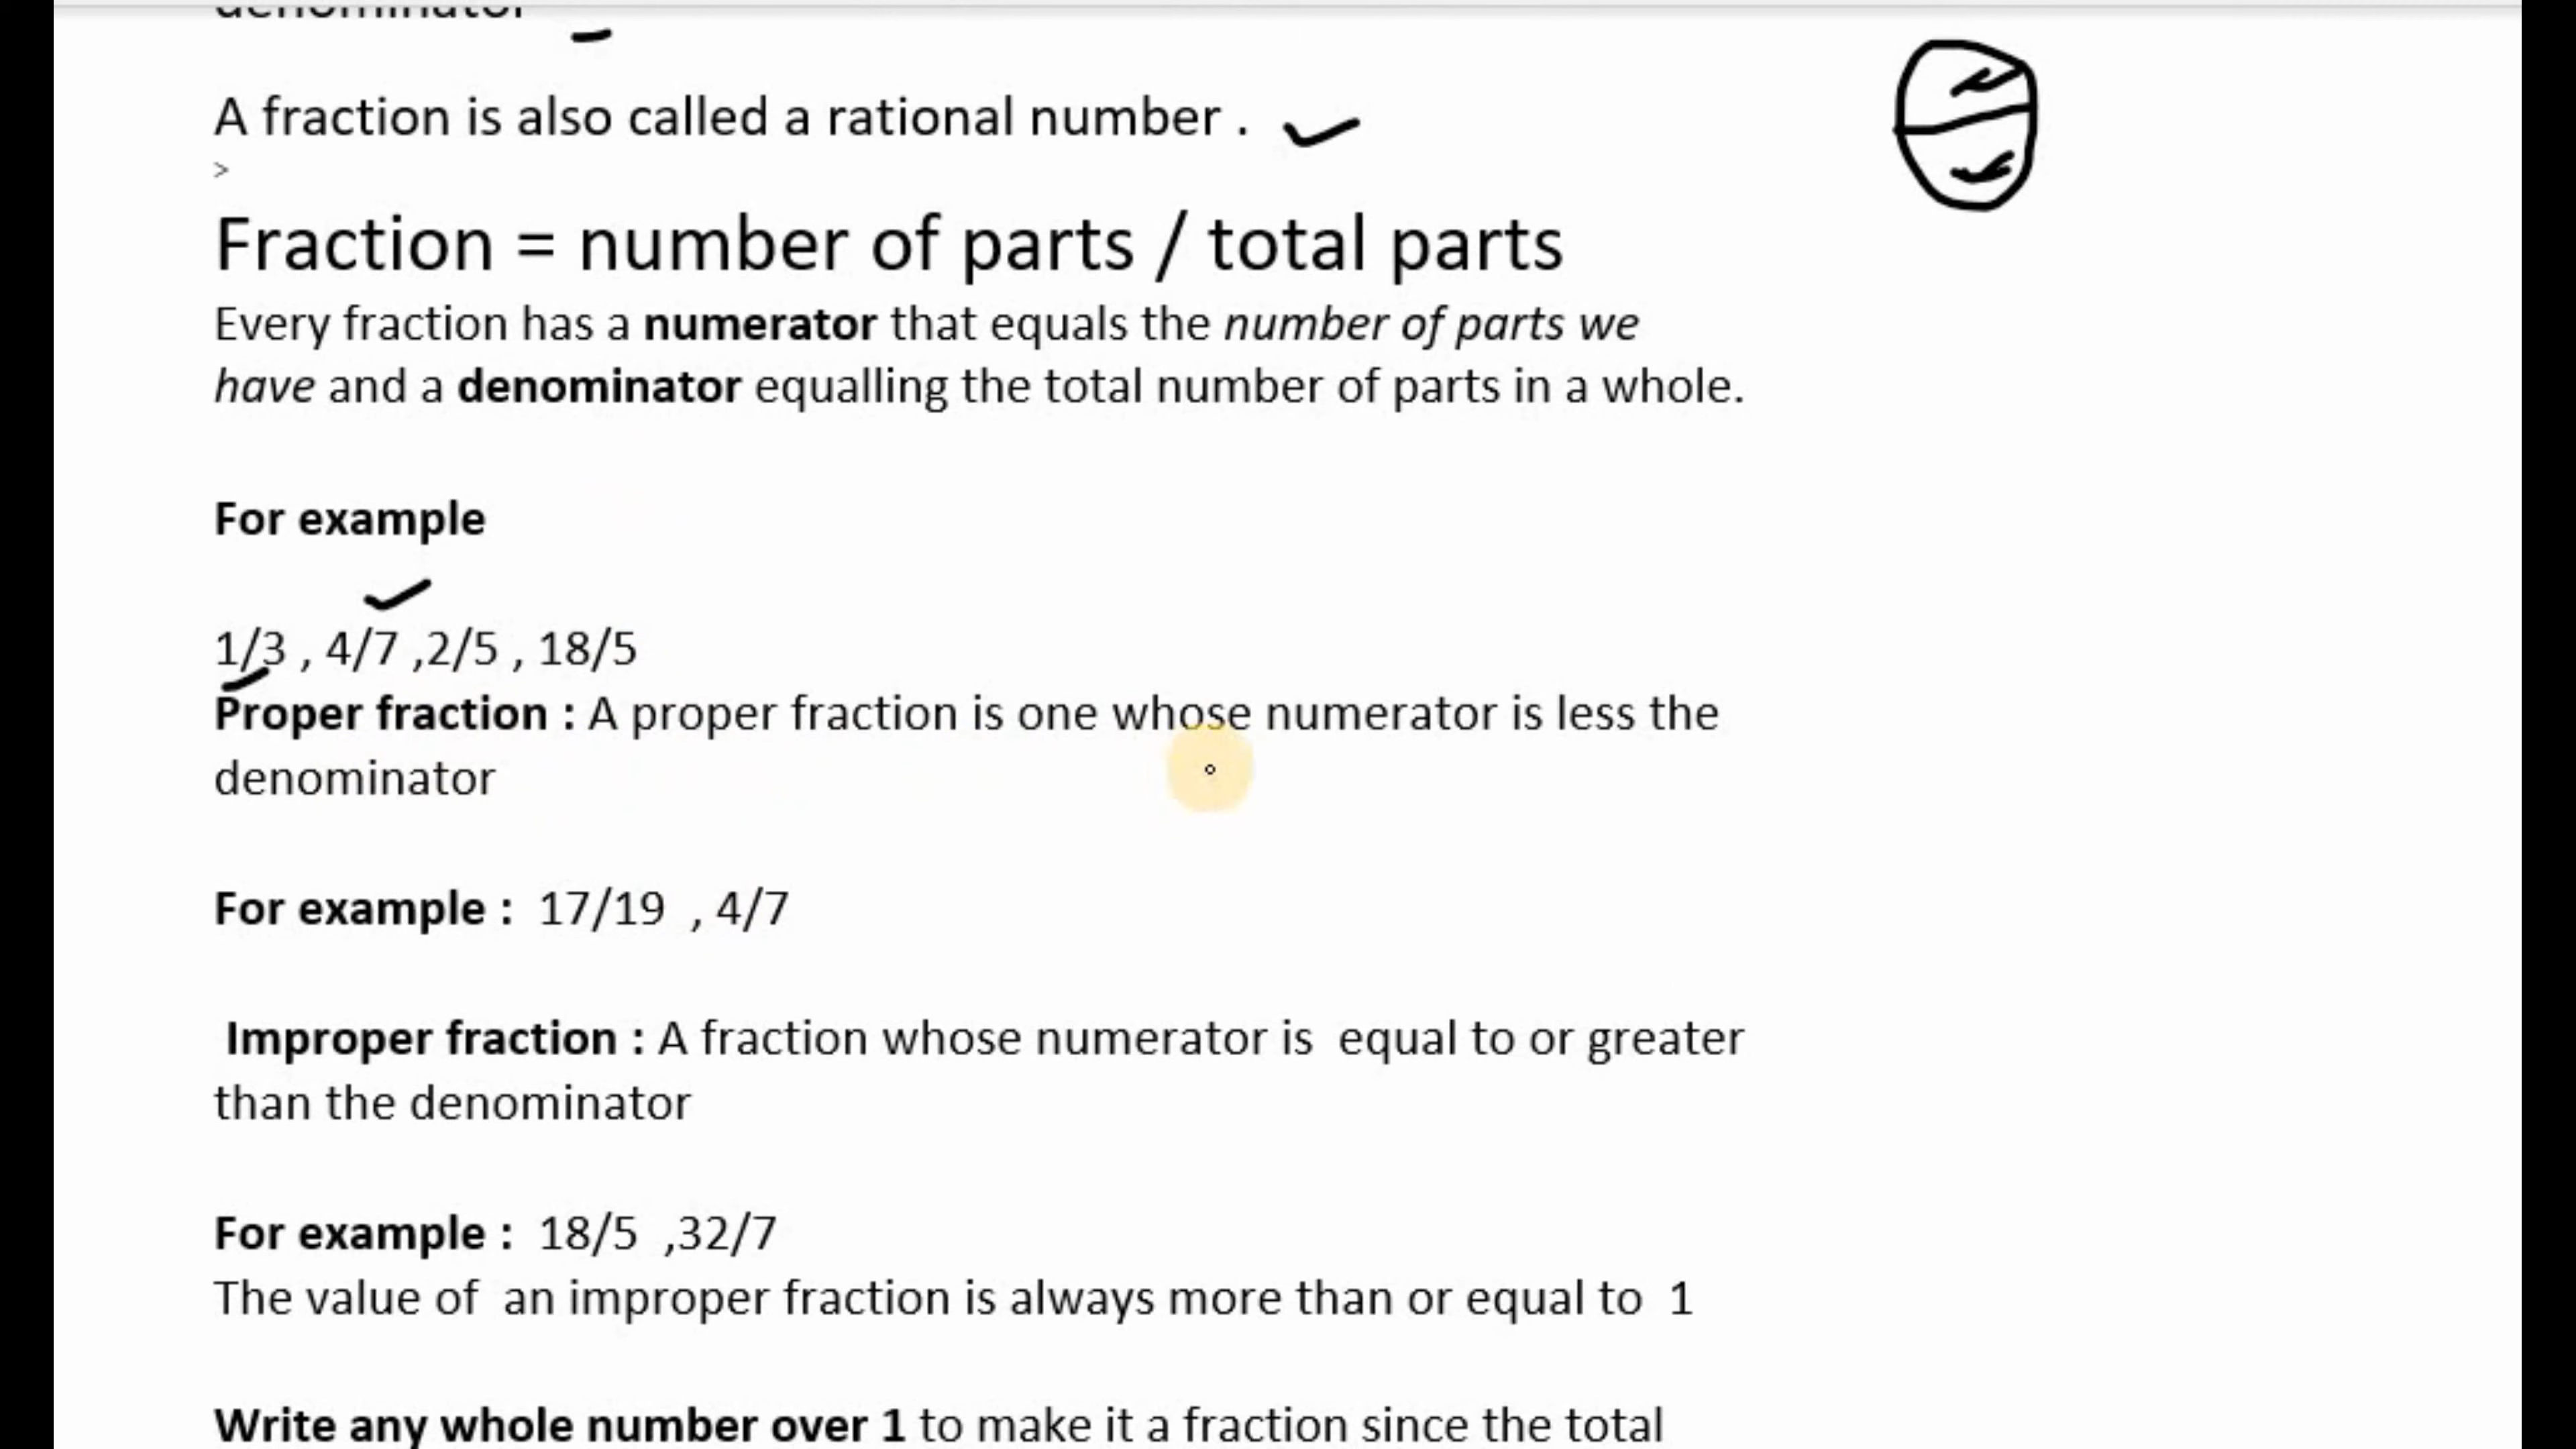 denominator
A fraction is also called a rational number .
>
Fraction = number of parts / total parts
Every fraction has a numerator that equals the number of parts we
have and a denominator equalling the total number of parts in a whole.
For example
1/3 , 4/7 ,2/5 , 18/5
Proper fraction : A proper fraction is one whose numerator is less the
denominator
For example :  17/19  , 4/7
Improper fraction : A fraction whose numerator is  equal to or greater
than the denominator
For example :  18/5  ,32/7
The value of  an improper fraction is always more than or equal to  1
Write any whole number over 1 to make it a fraction since the total